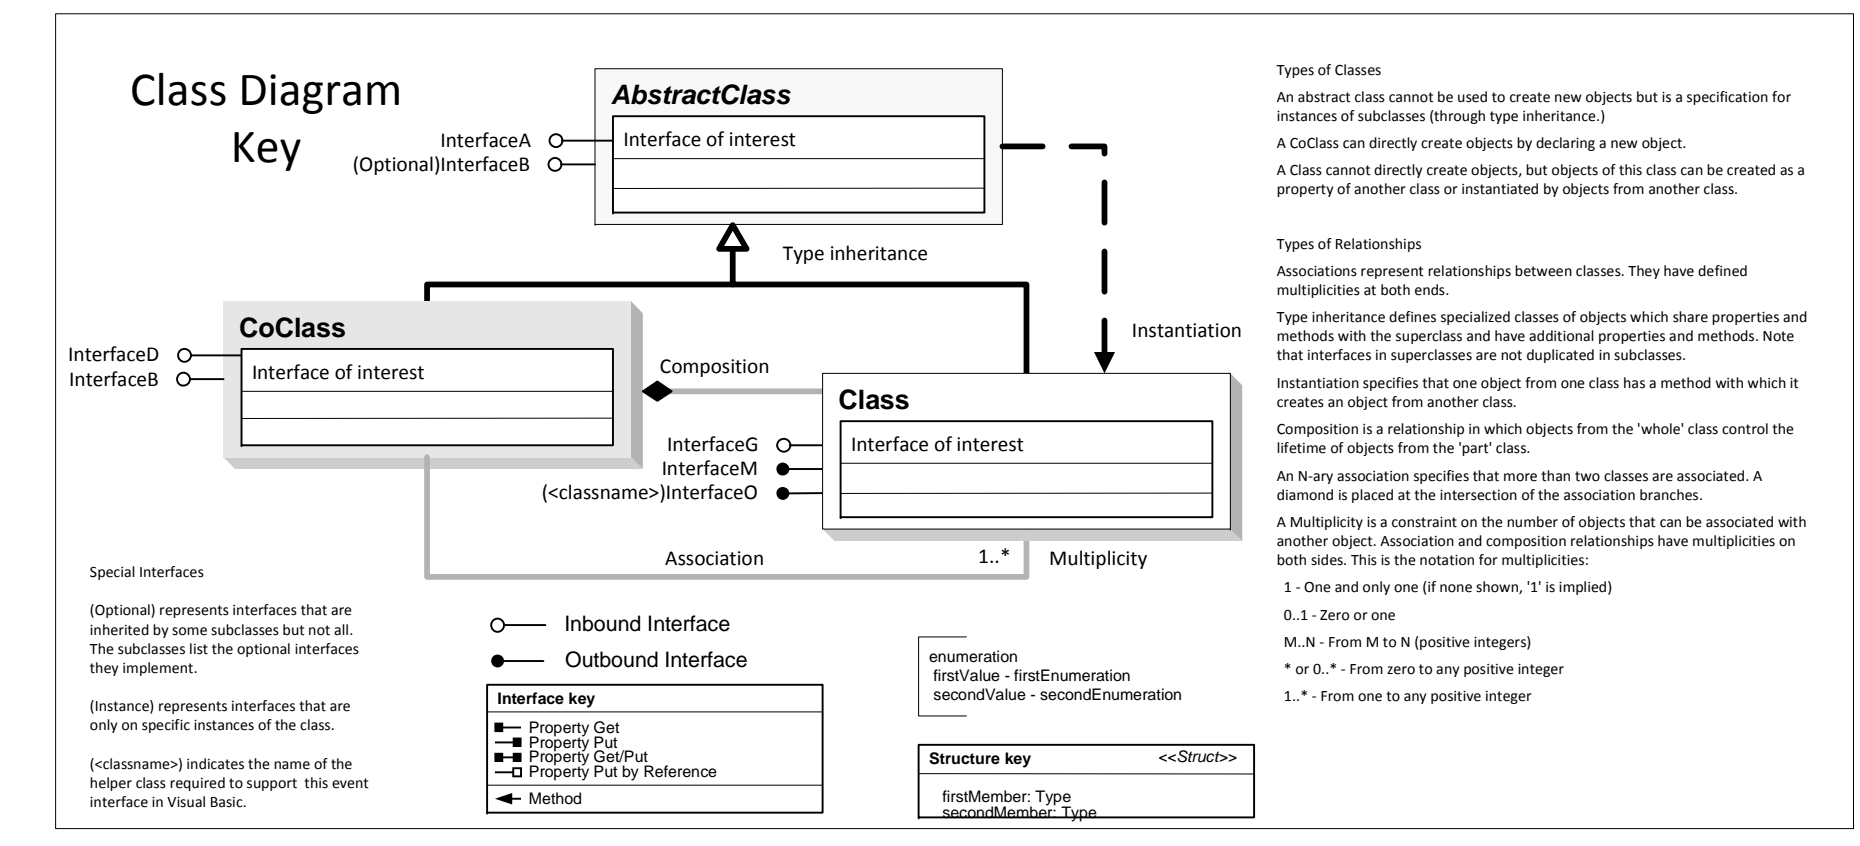 Class Diagram
Key
AbstractClass
Interface of interest
InterfaceA
(Optional)InterfaceB
Type inheritance
Instantiation
CoClass
Interface of interest
InterfaceD
InterfaceB
Composition
Class
Interface of interest
InterfaceG
InterfaceM
(<classname>)InterfaceO
Association
1..*
Multiplicity
Special Interfaces
(Optional) represents interfaces that are
inherited by some subclasses but not all.
The subclasses list the optional interfaces
they implement.
(Instance) represents interfaces that are
only on specific instances of the class.
(<classname>) indicates the name of the
helper class required to support  this event
interface in Visual Basic.
Inbound Interface
Outbound Interface
Interface key
Property Get
Property Put
Property Get/Put
Property Put by Reference
Method
enumeration
firstValue - firstEnumeration
secondValue - secondEnumeration
Structure key <<Struct>>
firstMember: Type
secondMember: Type
Types of Classes
An abstract class cannot be used to create new objects but is a specification for
instances of subclasses (through type inheritance.)
A CoClass can directly create objects by declaring a new object.
A Class cannot directly create objects, but objects of this class can be created as a
property of another class or instantiated by objects from another class.
Types of Relationships
Associations represent relationships between classes. They have defined
multiplicities at both ends.
Type inheritance defines specialized classes of objects which share properties and
methods with the superclass and have additional properties and methods. Note
that interfaces in superclasses are not duplicated in subclasses.
Instantiation specifies that one object from one class has a method with which it
creates an object from another class.
Composition is a relationship in which objects from the 'whole' class control the
lifetime of objects from the 'part' class.
An N-ary association specifies that more than two classes are associated. A
diamond is placed at the intersection of the association branches.
A Multiplicity is a constraint on the number of objects that can be associated with
another object. Association and composition relationships have multiplicities on
both sides. This is the notation for multiplicities:
1 - One and only one (if none shown, '1' is implied)
0..1 - Zero or one
M..N - From M to N (positive integers)
* or 0..* - From zero to any positive integer
1..* - From one to any positive integer